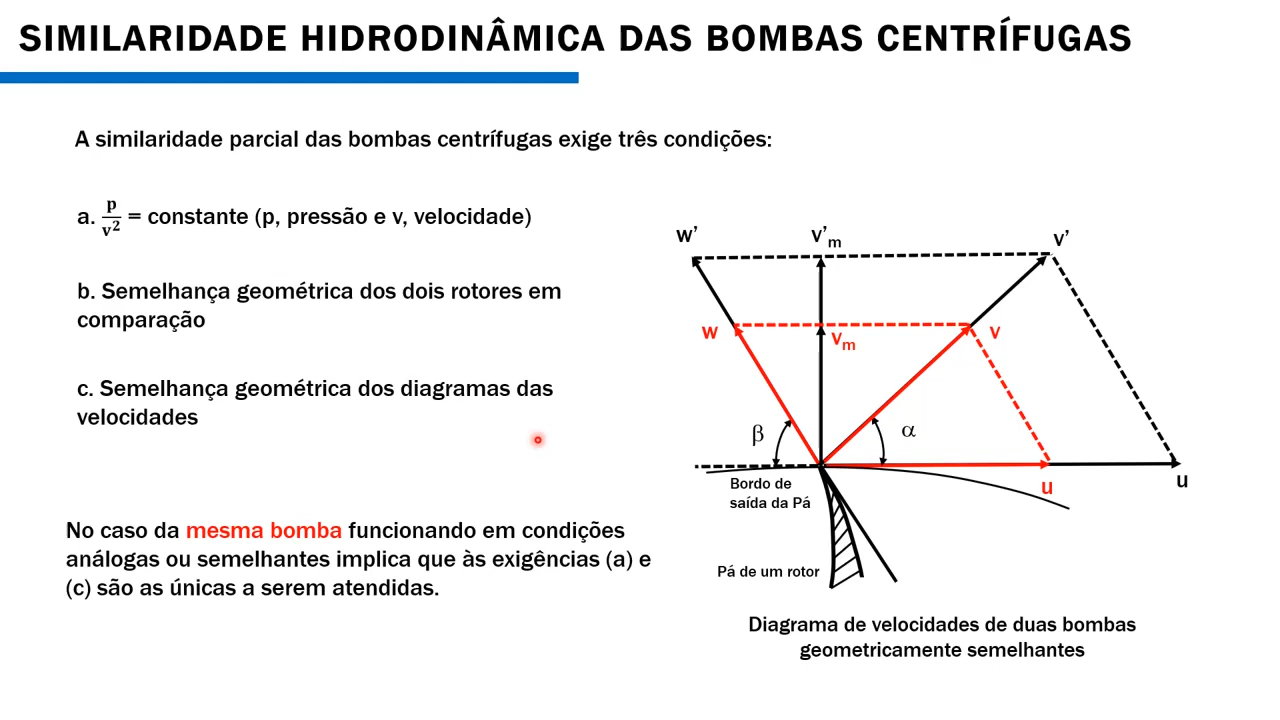 SIMILARIDADE HIDRODINÂMICA DAS BOMBAS CENTRÍFUGAS
A similaridade parcial das bombas centrífugas exige três condições:
a. p/v² = constante (p, pressão e v, velocidade)
b. Semelhança geométrica dos dois rotores em
comparação
c. Semelhança geométrica dos diagramas das
velocidades
No caso da mesma bomba funcionando em condições
análogas ou semelhantes implica que às exigências (a) e
(c) são as únicas a serem atendidas.
w' v'm v'
w vm v
β α
u u
Bordo de
saída da Pá
Pá de um rotor
Diagrama de velocidades de duas bombas
geometricamente semelhantes